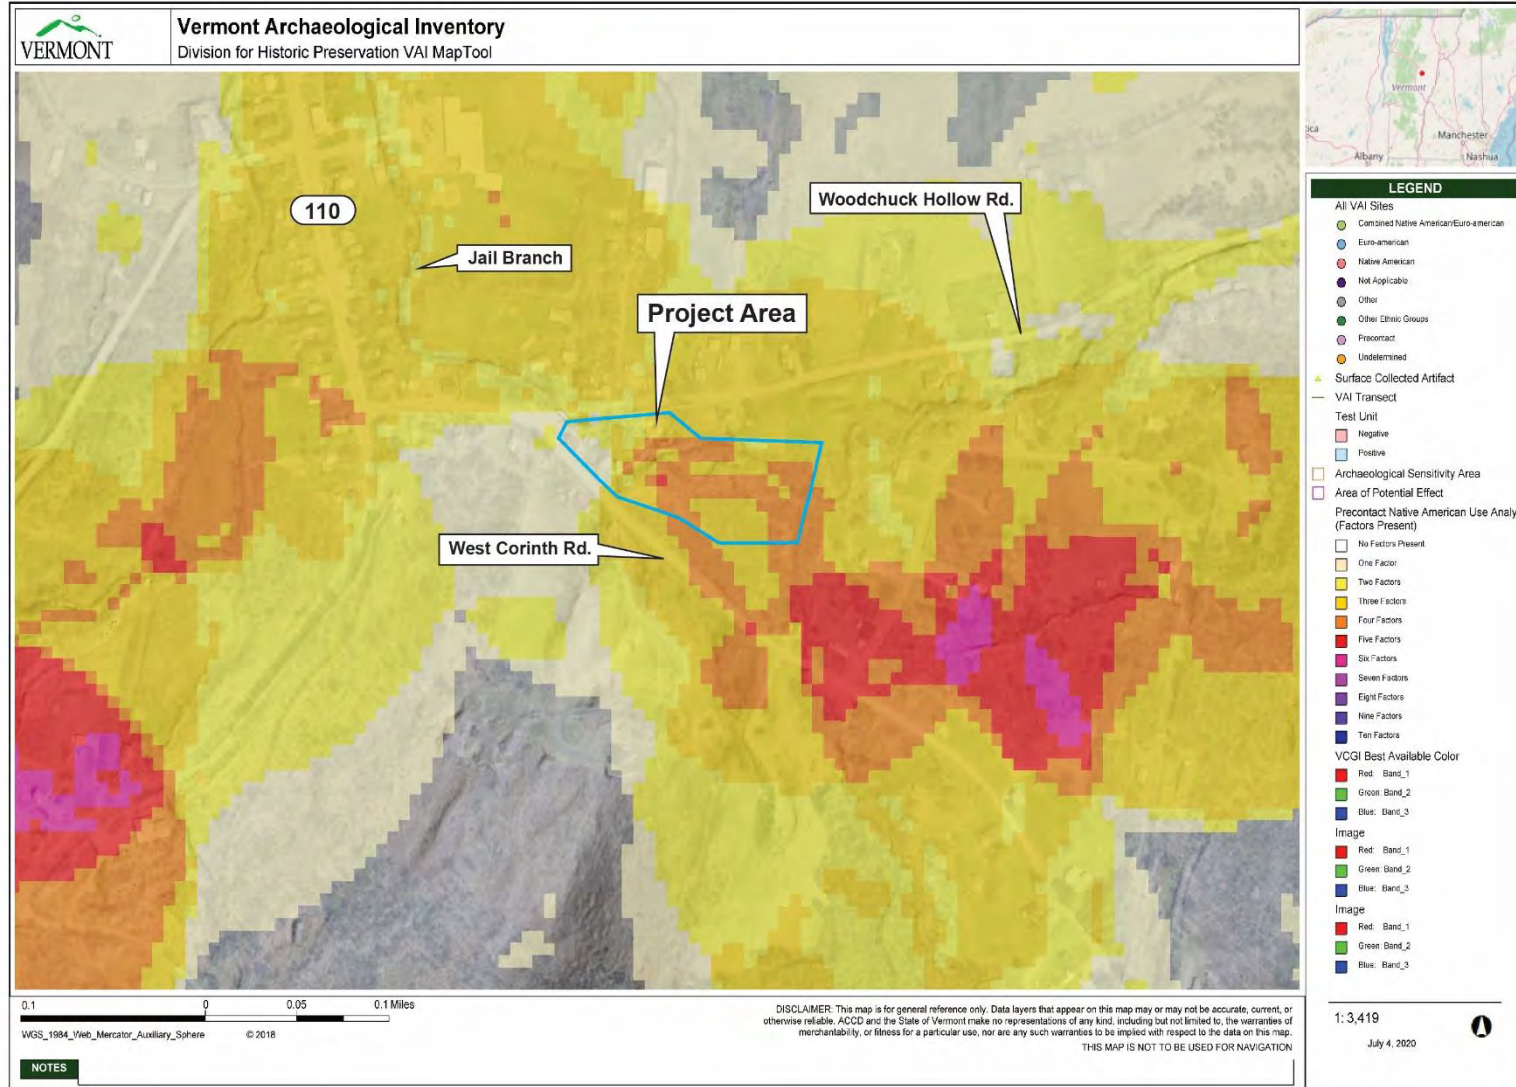 VERMONT
Vermont Archaeological Inventory
Division for Historic Preservation VAI MapTool
Vermont
Manchester
Albany
Nashua
ica
110
Woodchuck Hollow Rd.
Jail Branch
Project Area
West Corinth Rd.
LEGEND
All VAI Sites
Combined Native American/Euro-american
Euro-american
Native American
Not Applicable
Other
Other Ethnic Groups
Precontact
Undetermined
Surface Collected Artifact
VAI Transect
Test Unit
Negative
Positive
Archaeological Sensitivity Area
Area of Potential Effect
Precontact Native American Use Analy
(Factors Present)
No Factors Present
One Factor
Two Factors
Three Factors
Four Factors
Five Factors
Six Factors
Seven Factors
Eight Factors
Nine Factors
Ten Factors
VCGI Best Available Color
Red: Band_1
Green: Band_2
Blue: Band_3
Image
Red: Band_1
Green: Band_2
Blue: Band_3
Image
Red: Band_1
Green: Band_2
Blue: Band_3
0.1 0 0.05 0.1 Miles
WGS_1984_Web_Mercator_Auxiliary_Sphere © 2018
DISCLAIMER: This map is for general reference only. Data layers that appear on this map may or may not be accurate, current, or
otherwise reliable. ACCD and the State of Vermont make no representations of any kind, including but not limited to, the warranties of
merchantability, or fitness for a particular use, nor are any such warranties to be implied with respect to the data on this map.
THIS MAP IS NOT TO BE USED FOR NAVIGATION
1: 3,419
July 4, 2020
NOTES